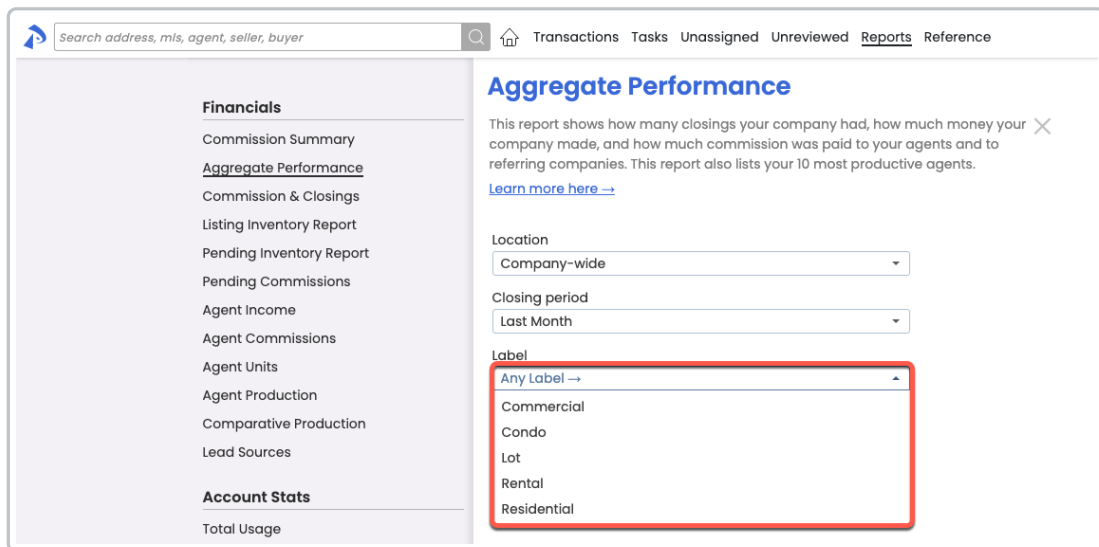 Search address, mls, agent, seller, buyer
Transactions Tasks Unassigned Unreviewed Reports Reference
Financials
Commission Summary
Aggregate Performance
Commission & Closings
Listing Inventory Report
Pending Inventory Report
Pending Commissions
Agent Income
Agent Commissions
Agent Units
Agent Production
Comparative Production
Lead Sources
Account Stats
Total Usage
Aggregate Performance
This report shows how many closings your company had, how much money your
company made, and how much commission was paid to your agents and to
referring companies. This report also lists your 10 most productive agents.
Learn more here →
Location
Company-wide
Closing period
Last Month
Label
Any Label →
Commercial
Condo
Lot
Rental
Residential